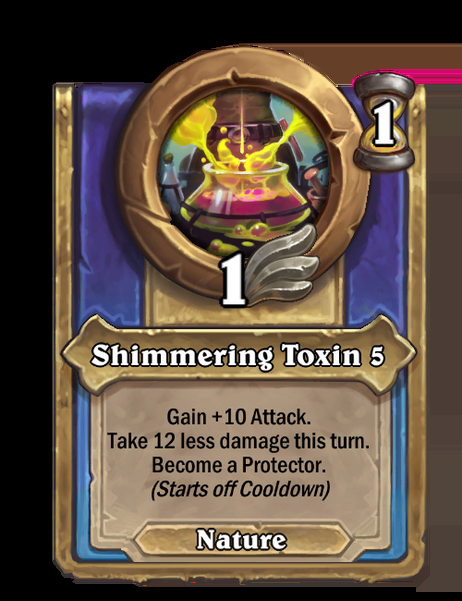 1
1
Shimmering Toxin 5
Gain +10 Attack.
Take 12 less damage this turn.
Become a Protector.
(Starts off Cooldown)
Nature